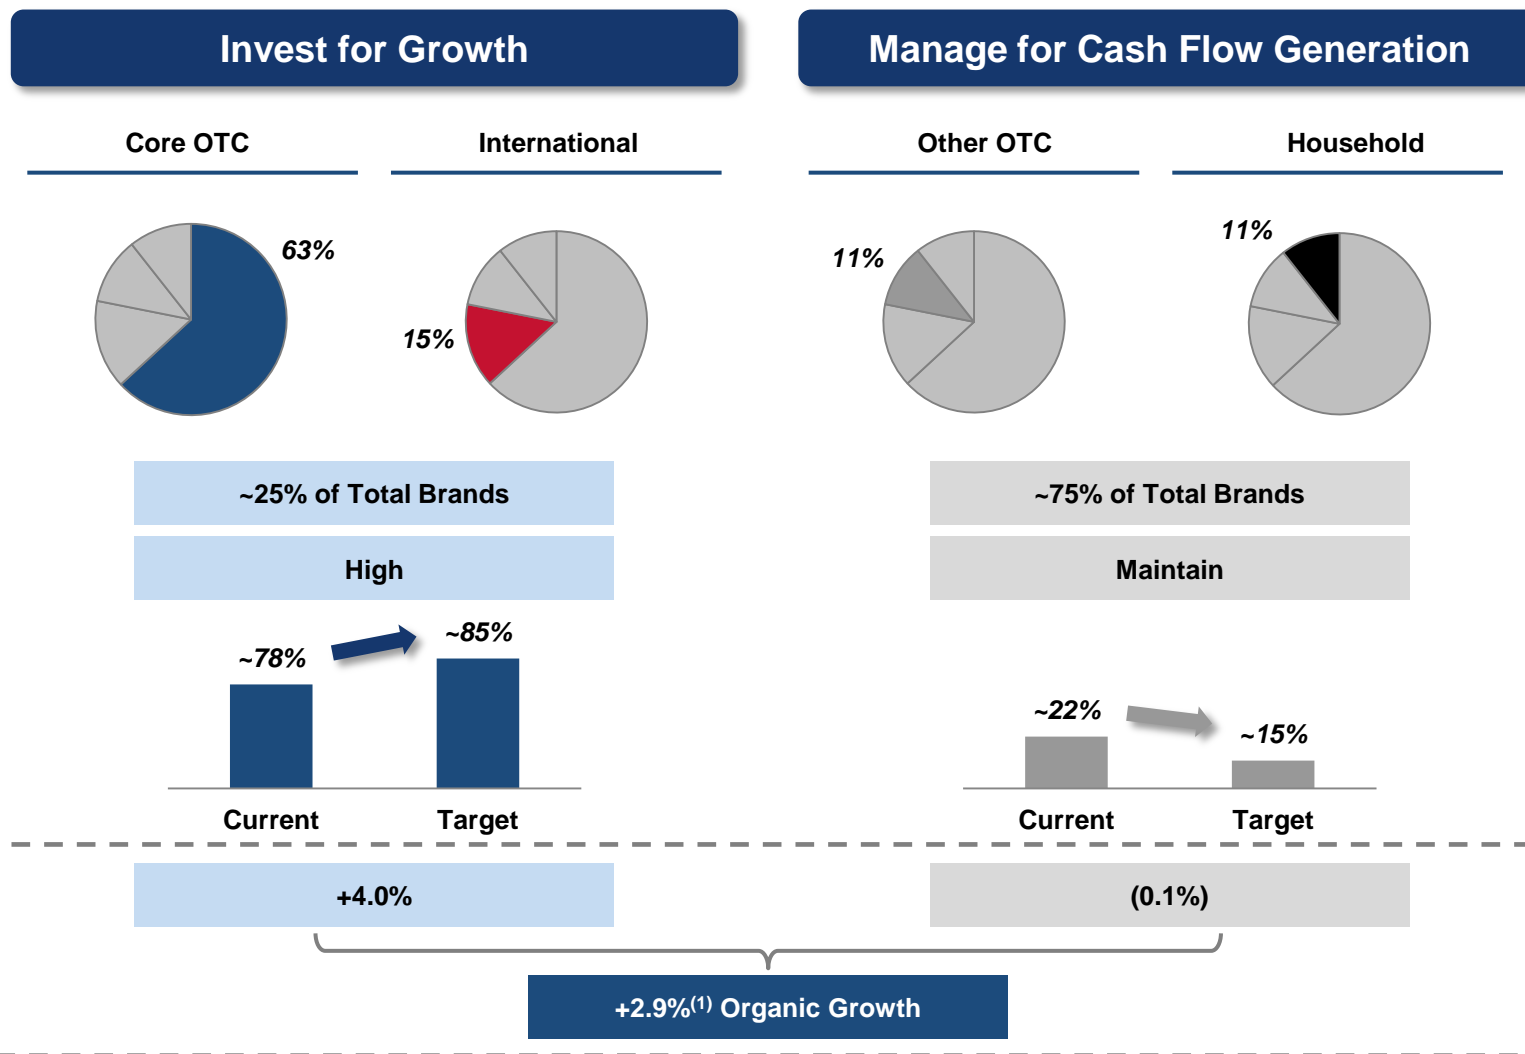 Invest for Growth
Manage for Cash Flow Generation
Core OTC
International
Other OTC
Household
63%
15%
11%
11%
~25% of Total Brands
~75% of Total Brands
High
Maintain
~78%
~85%
~22%
~15%
Current
Target
Current
Target
+4.0%
(0.1%)
+2.9%(1) Organic Growth